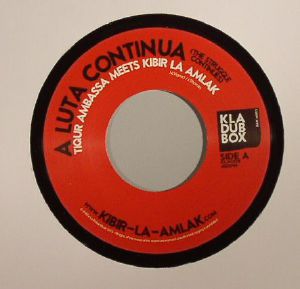 A LUTA CONTINUA
(THE STRUGGLE
CONTINUES)
TIQUR AMBASSA MEETS KIBIR LA AMLAK
KLA
DUB
BOX
SIDE A
WWW.KIBIR-LA-AMLAK.COM